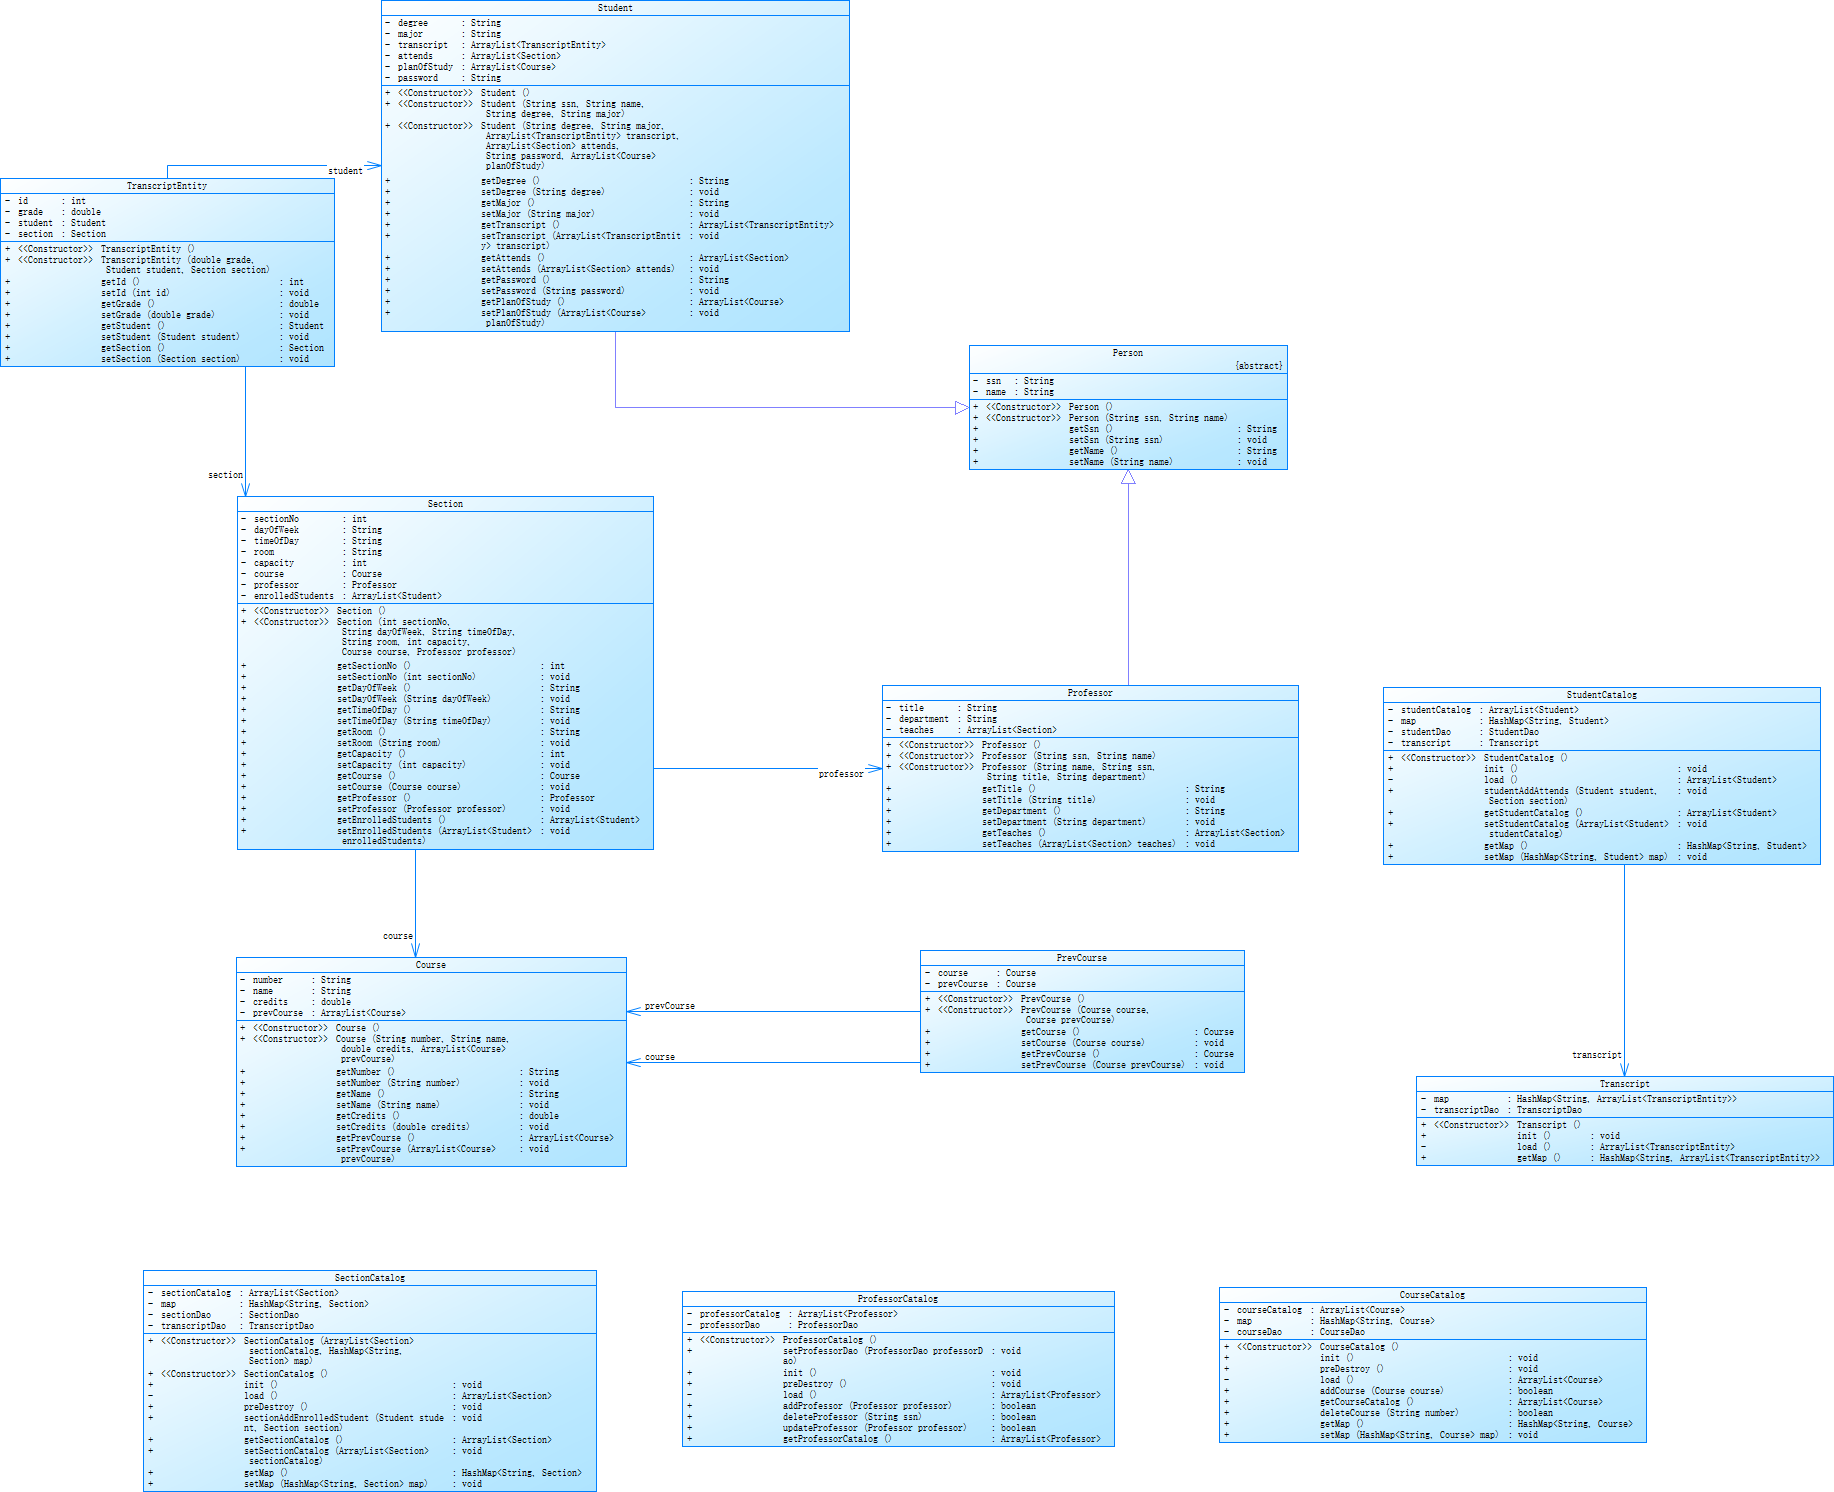 Student
- degree : String
- major : String
- transcript : ArrayList<TranscriptEntity>
- attends : ArrayList<Section>
- planOfStudy : ArrayList<Course>
- password : String
+ <<Constructor>> Student ()
+ <<Constructor>> Student (String ssn, String name,
String degree, String major)
+ <<Constructor>> Student (String degree, String major,
ArrayList<TranscriptEntity> transcript,
ArrayList<Section> attends,
String password, ArrayList<Course>
planOfStudy)
+ getDegree () : String
+ setDegree (String degree) : void
+ getMajor () : String
+ setMajor (String major) : void
+ getTranscript () : ArrayList<TranscriptEntity>
+ setTranscript (ArrayList<TranscriptEntit : void
y> transcript)
+ getAttends () : ArrayList<Section>
+ setAttends (ArrayList<Section> attends) : void
+ getPassword () : String
+ setPassword (String password) : void
+ getPlanOfStudy () : ArrayList<Course>
+ setPlanOfStudy (ArrayList<Course> : void
planOfStudy)
student
TranscriptEntity
- id : int
- grade : double
- student : Student
- section : Section
+ <<Constructor>> TranscriptEntity ()
+ <<Constructor>> TranscriptEntity (double grade,
Student student, Section section)
+ getId () : int
+ setId (int id) : void
+ getGrade () : double
+ setGrade (double grade) : void
+ getStudent () : Student
+ setStudent (Student student) : void
+ getSection () : Section
+ setSection (Section section) : void
Person
{abstract}
- ssn : String
- name : String
+ <<Constructor>> Person ()
+ <<Constructor>> Person (String ssn, String name)
+ getSsn () : String
+ setSsn (String ssn) : void
+ getName () : String
+ setName (String name) : void
section
Section
- sectionNo : int
- dayOfWeek : String
- timeOfDay : String
- room : String
- capacity : int
- course : Course
- professor : Professor
- enrolledStudents : ArrayList<Student>
+ <<Constructor>> Section ()
+ <<Constructor>> Section (int sectionNo,
String dayOfWeek, String timeOfDay,
String room, int capacity,
Course course, Professor professor)
+ getSectionNo () : int
+ setSectionNo (int sectionNo) : void
+ getDayOfWeek () : String
+ setDayOfWeek (String dayOfWeek) : void
+ getTimeOfDay () : String
+ setTimeOfDay (String timeOfDay) : void
+ getRoom () : String
+ setRoom (String room) : void
+ getCapacity () : int
+ setCapacity (int capacity) : void
+ getCourse () : Course
+ setCourse (Course course) : void
+ getProfessor () : Professor
+ setProfessor (Professor professor) : void
+ getEnrolledStudents () : ArrayList<Student>
+ setEnrolledStudents (ArrayList<Student> : void
enrolledStudents)
professor
Professor
- title : String
- department : String
- teaches : ArrayList<Section>
+ <<Constructor>> Professor ()
+ <<Constructor>> Professor (String ssn, String name)
+ <<Constructor>> Professor (String name, String ssn,
String title, String department)
+ getTitle () : String
+ setTitle (String title) : void
+ getDepartment () : String
+ setDepartment (String department) : void
+ getTeaches () : ArrayList<Section>
+ setTeaches (ArrayList<Section> teaches) : void
StudentCatalog
- studentCatalog : ArrayList<Student>
- map : HashMap<String, Student>
- studentDao : StudentDao
- transcript : Transcript
+ <<Constructor>> StudentCatalog ()
+ init () : void
- load () : ArrayList<Student>
+ studentAddAttends (Student student, : void
Section section)
+ getStudentCatalog () : ArrayList<Student>
+ setStudentCatalog (ArrayList<Student> : void
studentCatalog)
+ getMap () : HashMap<String, Student>
+ setMap (HashMap<String, Student> map) : void
course
Course
- number : String
- name : String
- credits : double
- prevCourse : ArrayList<Course>
+ <<Constructor>> Course ()
+ <<Constructor>> Course (String number, String name,
double credits, ArrayList<Course>
prevCourse)
+ getNumber () : String
+ setNumber (String number) : void
+ getName () : String
+ setName (String name) : void
+ getCredits () : double
+ setCredits (double credits) : void
+ getPrevCourse () : ArrayList<Course>
+ setPrevCourse (ArrayList<Course> : void
prevCourse)
prevCourse
course
PrevCourse
- course : Course
- prevCourse : Course
+ <<Constructor>> PrevCourse ()
+ <<Constructor>> PrevCourse (Course course,
Course prevCourse)
+ getCourse () : Course
+ setCourse (Course course) : void
+ getPrevCourse () : Course
+ setPrevCourse (Course prevCourse) : void
transcript
Transcript
- map : HashMap<String, ArrayList<TranscriptEntity>>
- transcriptDao : TranscriptDao
+ <<Constructor>> Transcript ()
+ init () : void
- load () : ArrayList<TranscriptEntity>
+ getMap () : HashMap<String, ArrayList<TranscriptEntity>>
SectionCatalog
- sectionCatalog : ArrayList<Section>
- map : HashMap<String, Section>
- sectionDao : SectionDao
- transcriptDao : TranscriptDao
+ <<Constructor>> SectionCatalog (ArrayList<Section>
sectionCatalog, HashMap<String,
Section> map)
+ <<Constructor>> SectionCatalog ()
+ init () : void
- load () : ArrayList<Section>
+ preDestroy () : void
+ sectionAddEnrolledStudent (Student stude : void
nt, Section section)
+ getSectionCatalog () : ArrayList<Section>
+ setSectionCatalog (ArrayList<Section> : void
sectionCatalog)
+ getMap () : HashMap<String, Section>
+ setMap (HashMap<String, Section> map) : void
ProfessorCatalog
- professorCatalog : ArrayList<Professor>
- professorDao : ProfessorDao
+ <<Constructor>> ProfessorCatalog ()
+ setProfessorDao (ProfessorDao professorD : void
ao)
+ init () : void
+ preDestroy () : void
- load () : ArrayList<Professor>
+ addProfessor (Professor professor) : boolean
+ deleteProfessor (String ssn) : boolean
+ updateProfessor (Professor professor) : boolean
+ getProfessorCatalog () : ArrayList<Professor>
CourseCatalog
- courseCatalog : ArrayList<Course>
- map : HashMap<String, Course>
- courseDao : CourseDao
+ <<Constructor>> CourseCatalog ()
+ init () : void
+ preDestroy () : void
- load () : ArrayList<Course>
+ addCourse (Course course) : boolean
+ getCourseCatalog () : ArrayList<Course>
+ deleteCourse (String number) : boolean
+ getMap () : HashMap<String, Course>
+ setMap (HashMap<String, Course> map) : void